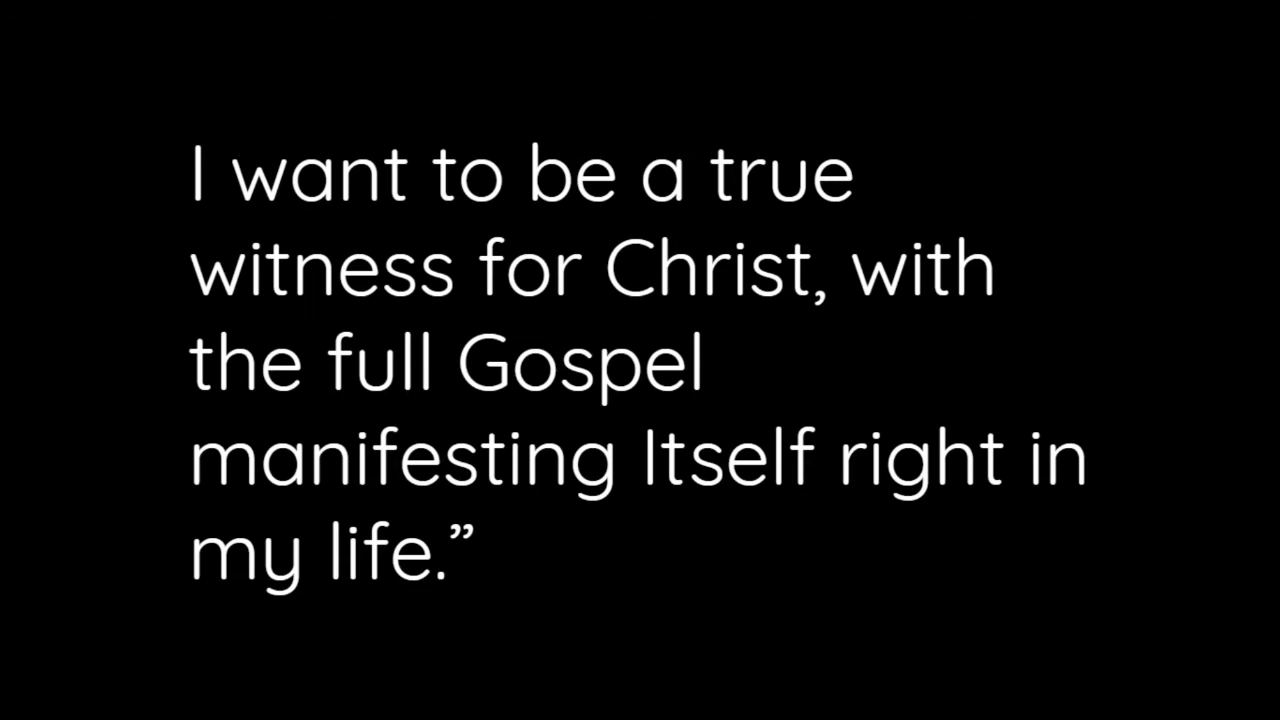 I want to be a true
witness for Christ, with
the full Gospel
manifesting Itself right in
my life.”